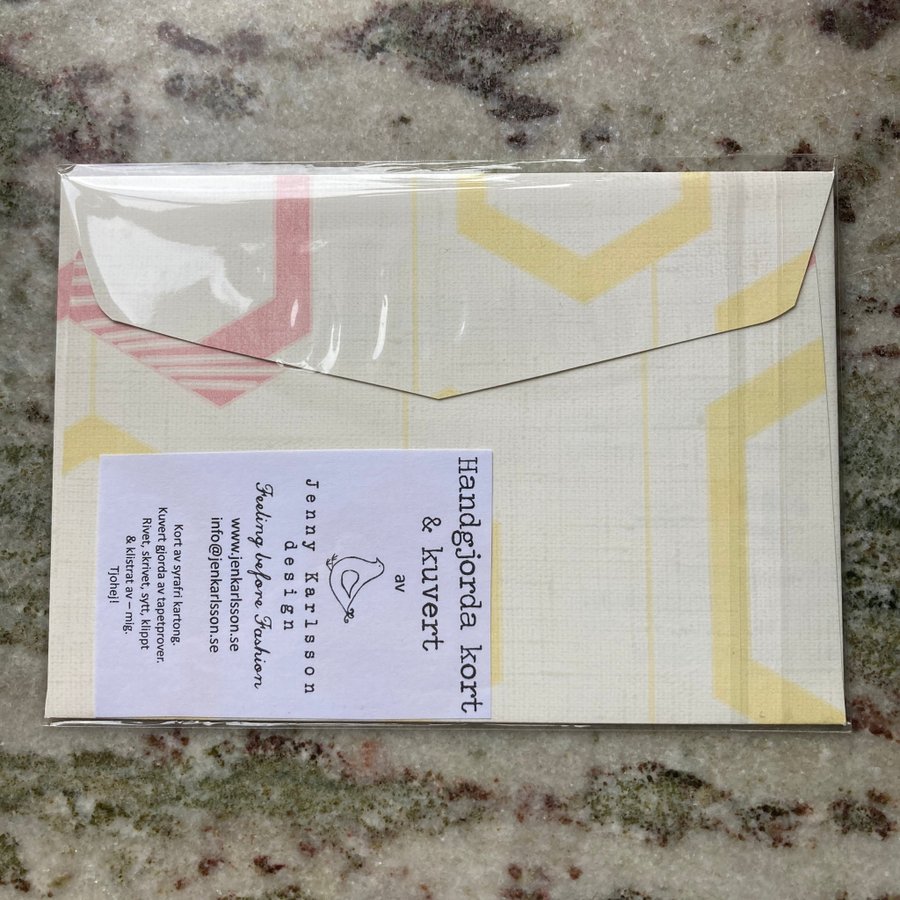 Handgjorda kort
& kuvert
av
Jenny Karlsson
design
Feeling before Fashion
www.jenkarlsson.se
info@jenkarlsson.se
Kort av syrafri kartong.
Kuvert gjorda av tapetprover.
Rivet, skrivet, sytt, klippt
& klistrat av – mig.
Tjohej!